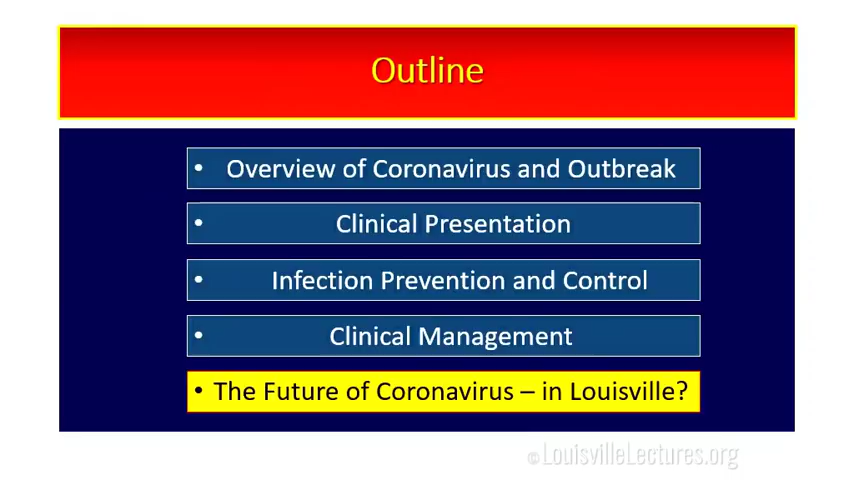 Outline
• Overview of Coronavirus and Outbreak
• Clinical Presentation
• Infection Prevention and Control
• Clinical Management
• The Future of Coronavirus – in Louisville?
©LouisvilleLectures.org